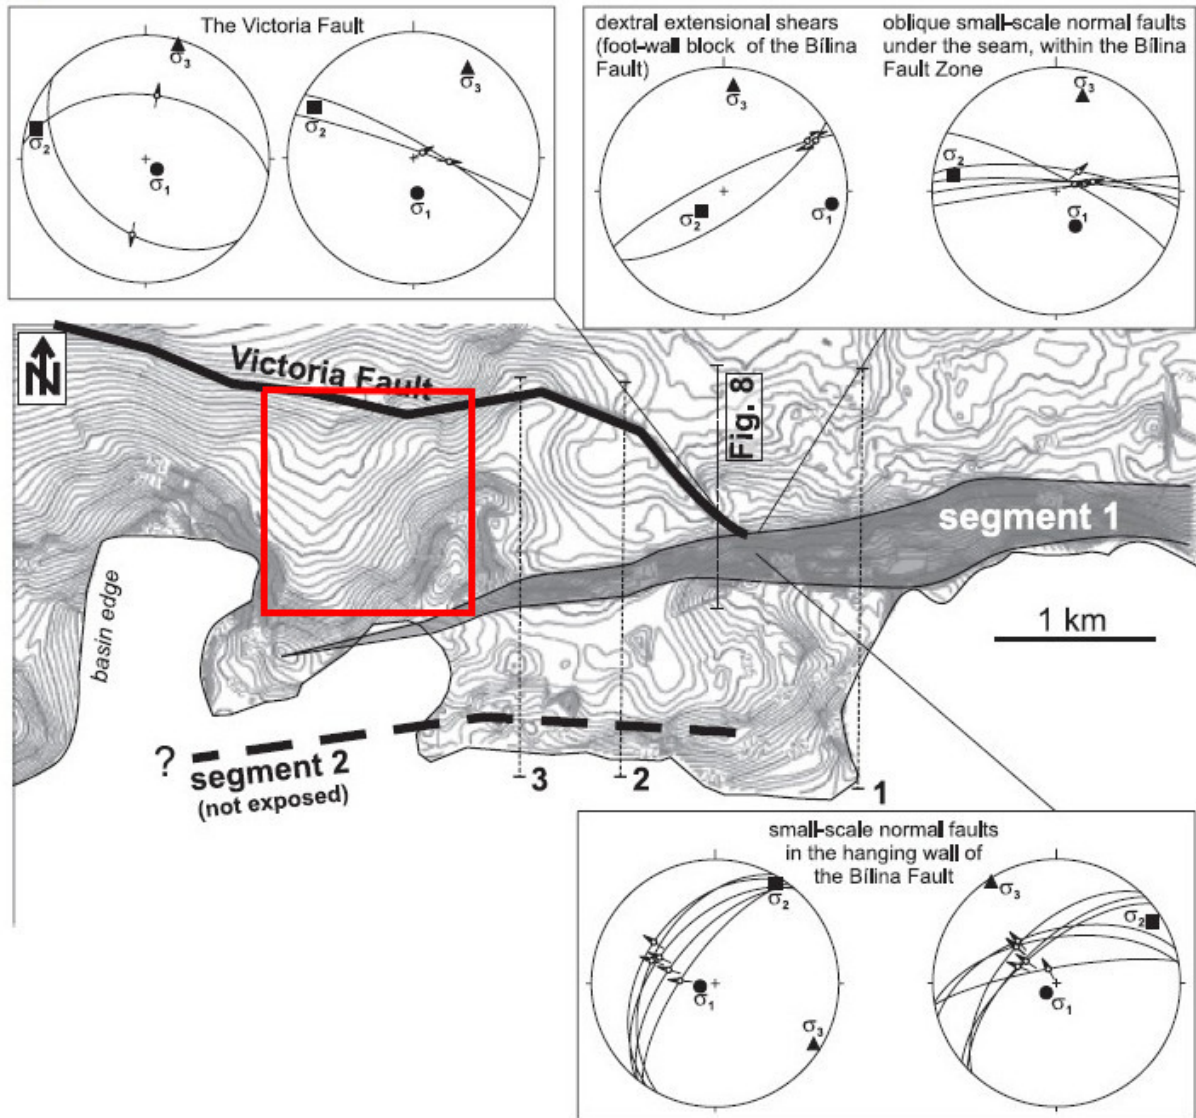 The Victoria Fault
σ3
σ2
σ1
σ3
σ2
σ1
dextral extensional shears
(foot-wall block of the Bílina
Fault)
σ3
σ2
σ1
oblique small-scale normal faults
under the seam, within the Bílina
Fault Zone
σ3
σ2
σ1
N
Victoria Fault
Fig. 8
segment 1
basin edge
1 km
?
segment 2
(not exposed)
3
2
1
small-scale normal faults
in the hanging wall of
the Bílina Fault
σ2
σ1
σ3
σ3
σ2
σ1